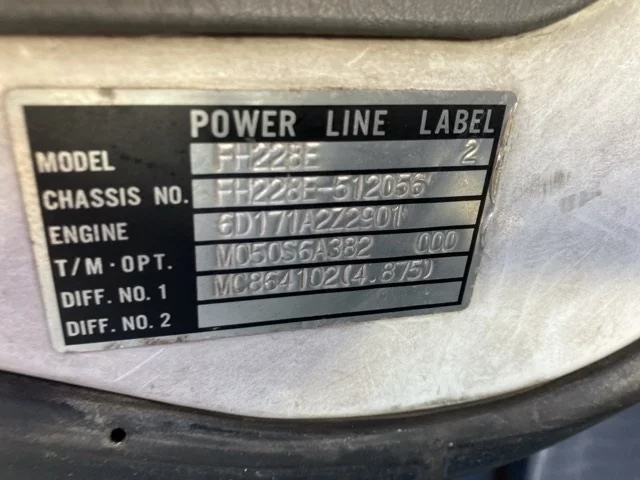 POWER LINE LABEL
MODEL FH228E 2
CHASSIS NO. FH228E-512056
ENGINE 6D171A2Z2901
T/M·OPT. M050S6A382 000
DIFF. NO. 1 MC864102(4.875)
DIFF. NO. 2